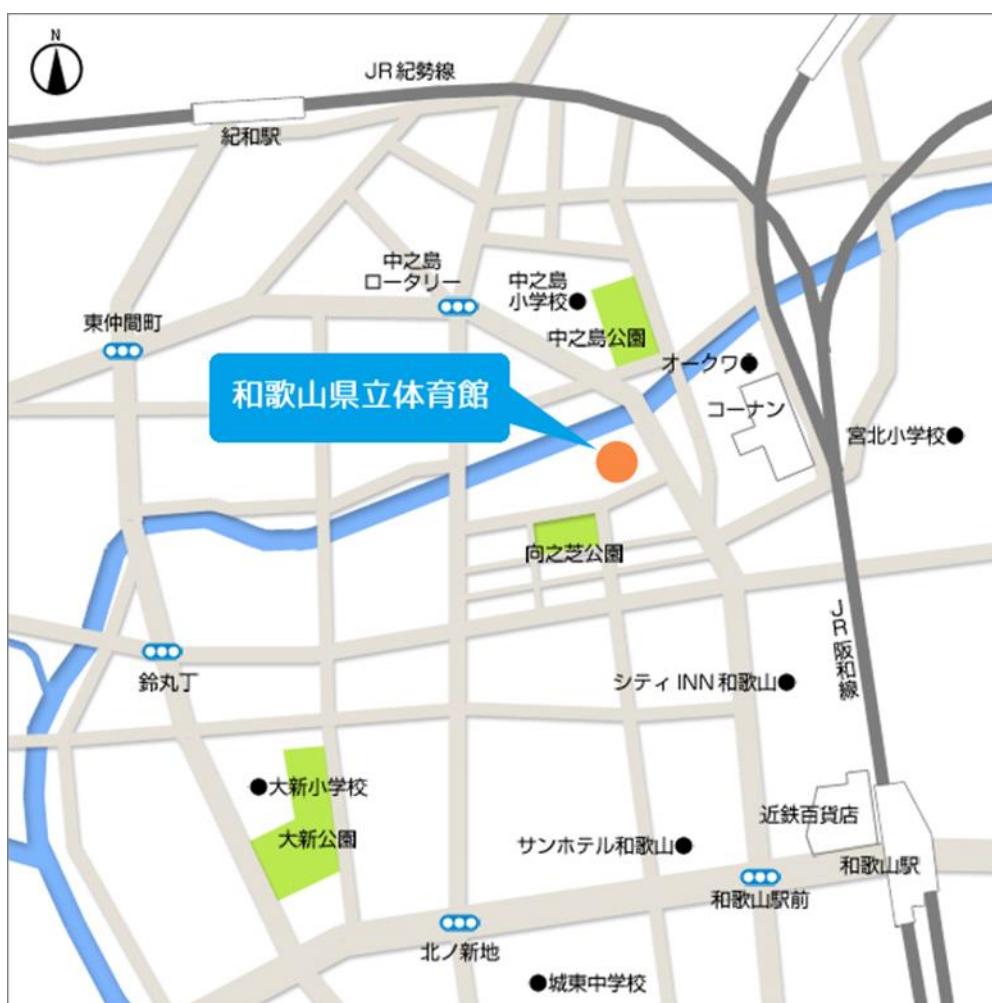 N
JR紀勢線
紀和駅
中之島
ロータリー
中之島
小学校
中之島公園
東仲間町
オークワ
和歌山県立体育館
コーナン
宮北小学校
向之芝公園
JR阪和線
鈴丸丁
シティINN和歌山
大新小学校
大新公園
近鉄百貨店
サンホテル和歌山
和歌山駅
和歌山駅前
北ノ新地
城東中学校